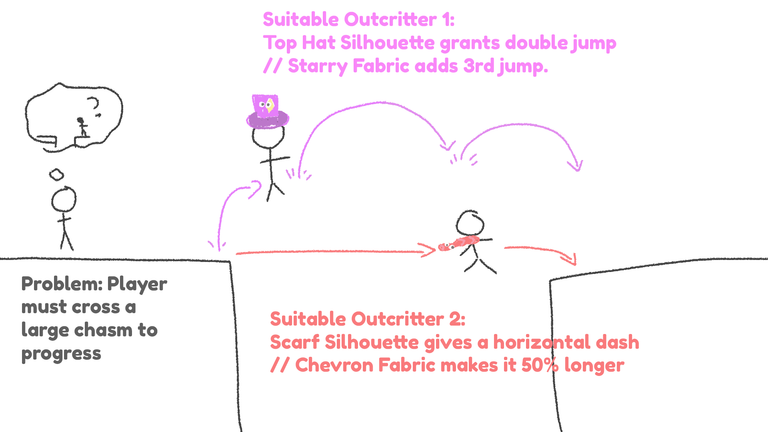 Suitable Outcritter 1:
Top Hat Silhouette grants double jump
// Starry Fabric adds 3rd jump.
Problem: Player
must cross a
large chasm to
progress
Suitable Outcritter 2:
Scarf Silhouette gives a horizontal dash
// Chevron Fabric makes it 50% longer